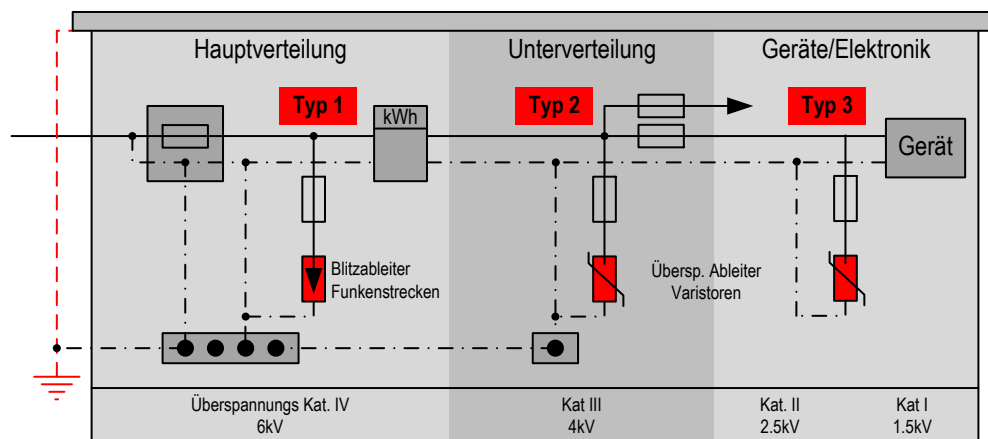 Hauptverteilung
Unterverteilung
Geräte/Elektronik
Typ 1
Typ 2
Typ 3
kWh
Gerät
Blitzableiter
Funkenstrecken
Übersp. Ableiter
Varistoren
Überspannungs Kat. IV
6kV
Kat III
4kV
Kat. II
2.5kV
Kat I
1.5kV